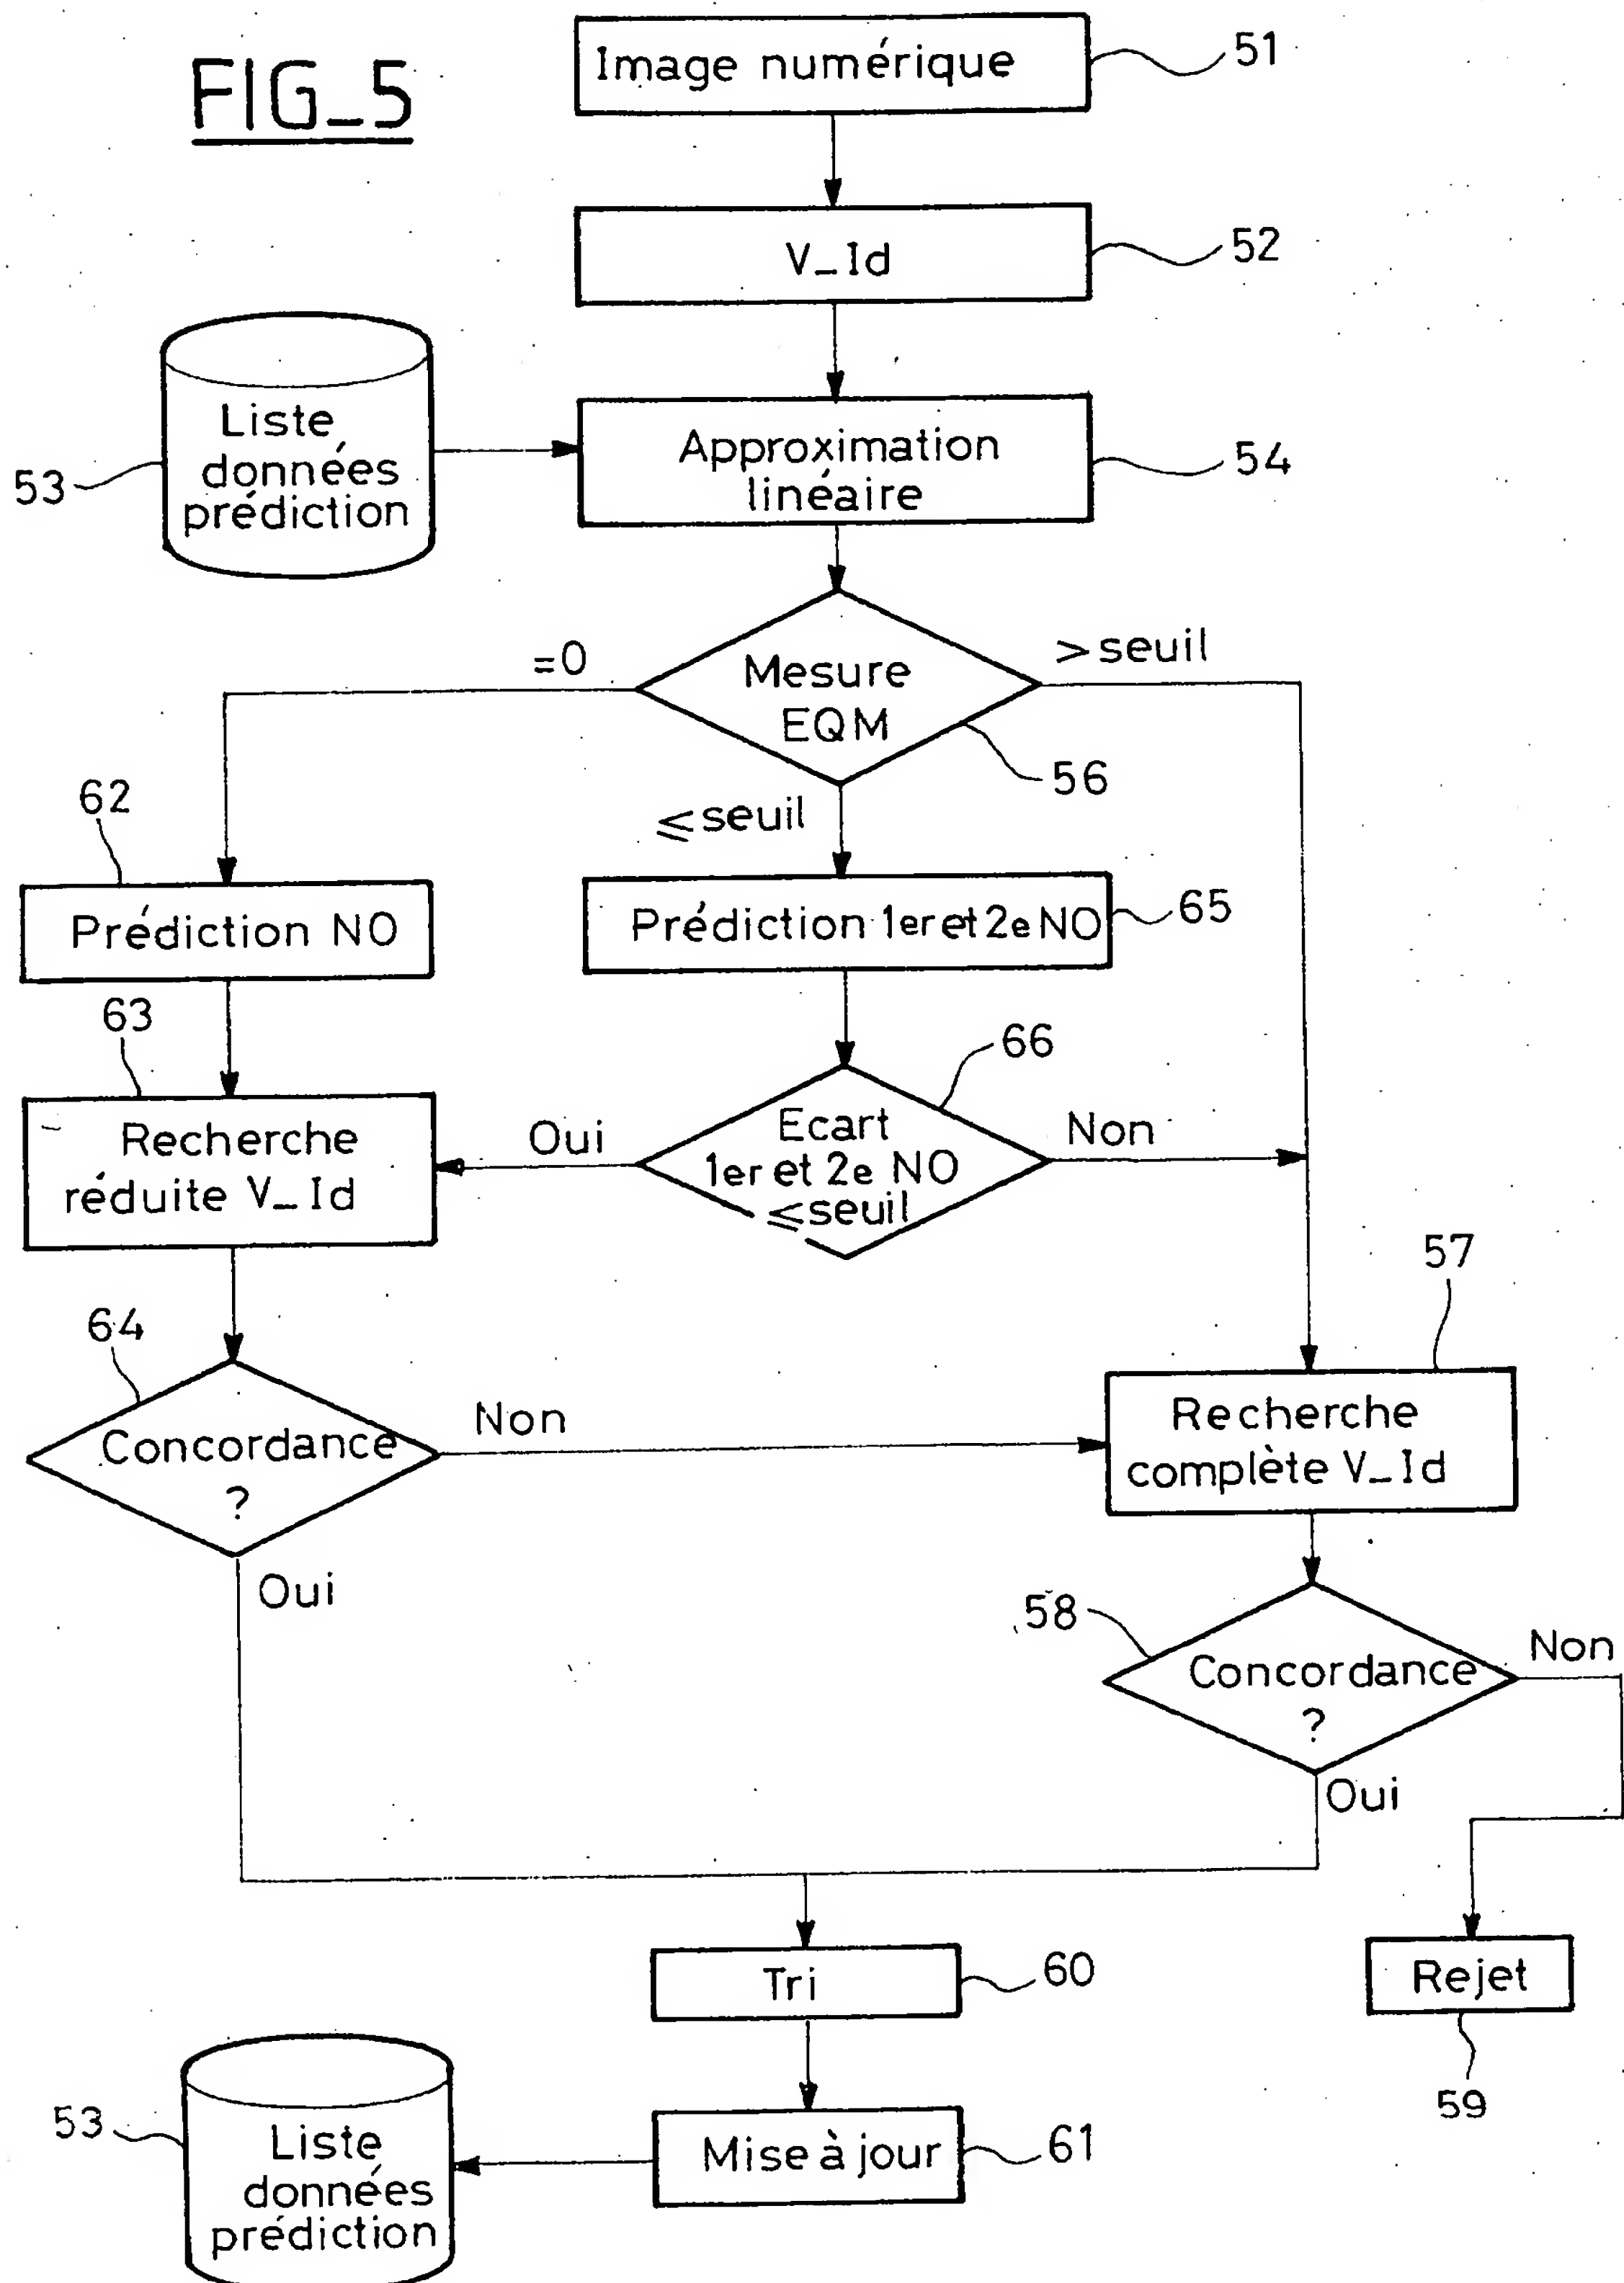 FIG_5
Image numérique
51
V_Id
52
Liste
données
prédiction
53
Approximation
linéaire
54
=0
>seuil
Mesure
EQM
56
≤seuil
62
Prédiction NO
Prédiction 1er et 2e NO
65
63
66
Recherche
réduite V_Id
Oui
Ecart
1er et 2e NO
≤seuil
Non
57
64
Concordance
?
Non
Oui
Recherche
complète V_Id
58
Concordance
?
Non
Oui
Tri
60
Rejet
59
53
Liste
données
prédiction
Mise à jour
61